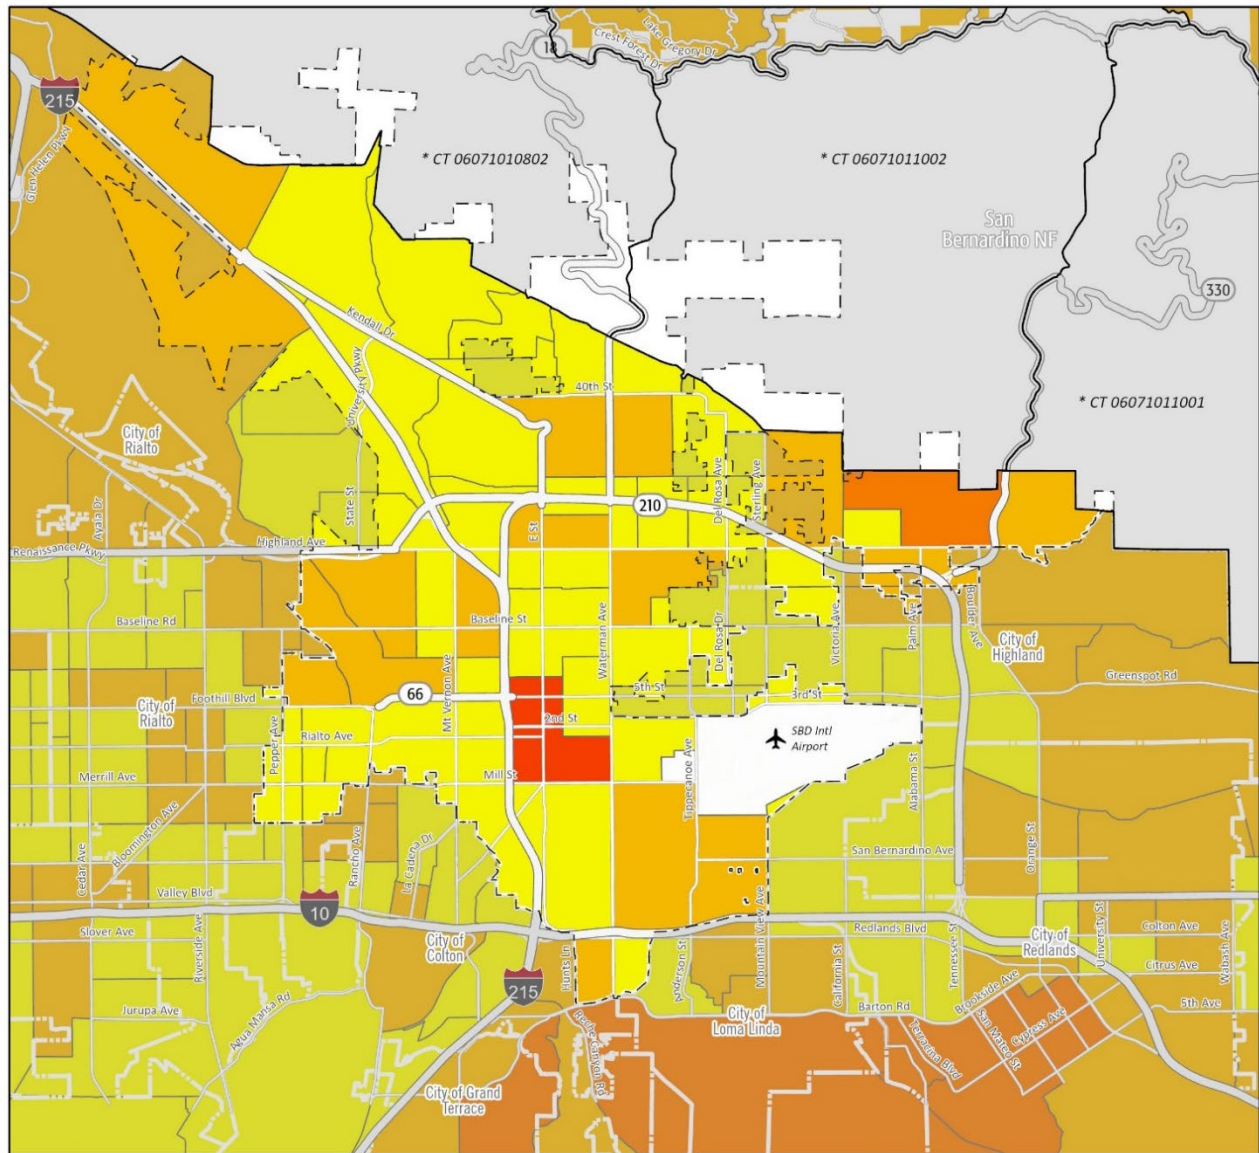 18
Lake Gregory Dr
Crest Forest Dr
215
Glen Helen Pkwy
* CT 06071010802
* CT 06071011002
San
Bernardino NF
330
Kendall Dr
University Pkwy
40th St
* CT 06071011001
City of
Rialto
Ayala Dr
State St
E St
210
Del Rosa Ave
Sterling Ave
Highland Ave
Renaissance Pkwy
Baseline Rd
Baseline St
Waterman Ave
Del Rosa Dr
Victoria Ave
Palm Ave
Boulder Ave
City of
Highland
Greenspot Rd
Foothill Blvd
66
Mt Vernon Ave
5th St
3rd St
City of
Rialto
Pepper Ave
Rialto Ave
2nd St
SBD Intl
Airport
Merrill Ave
Mill St
Tippecanoe Ave
Alabama St
Cedar Ave
Bloomington Ave
Rancho Ave
La Cadena Dr
San Bernardino Ave
Orange St
Valley Blvd
10
Mountain View Ave
Slover Ave
Riverside Ave
City of
Colton
Hunts Ln
215
Anderson St
California St
Redlands Blvd
Tennessee St
City of
Redlands
University St
Colton Ave
Citrus Ave
Wabash Ave
5th Ave
Jurupa Ave
Agua Mansa Rd
Reche Canyon Rd
City of
Loma Linda
Barton Rd
Terracina Blvd
Brookside Ave
San Mateo St
Cypress Ave
City of Grand
Terrace